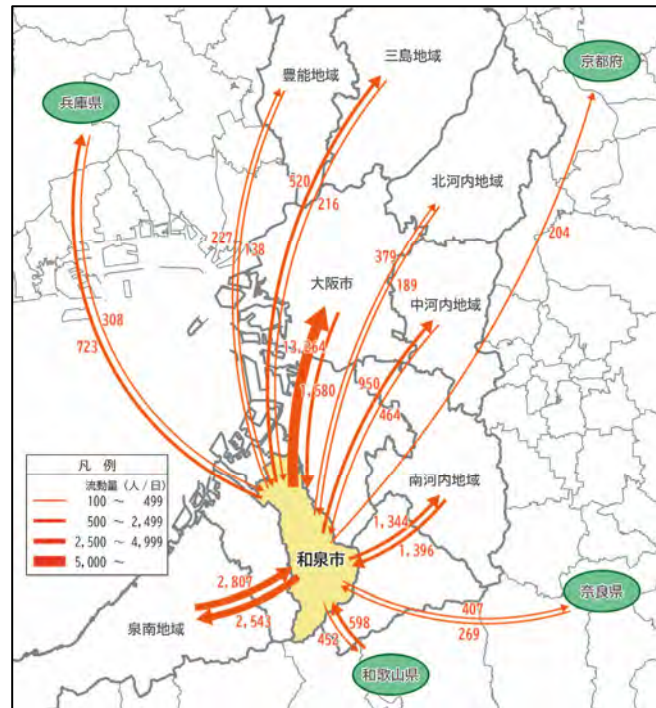 豊能地域
三島地域
京都府
兵庫県
北河内地域
520
216
204
227
138
379
大阪市
189
中河内地域
308
723
13,364
1,680
950
464
凡 例
流動量(人/日)
100 ~ 499
500 ~ 2,499
2,500 ~ 4,999
5,000 ~
南河内地域
1,344
1,396
和泉市
2,807
2,543
泉南地域
407
269
奈良県
598
453
和歌山県